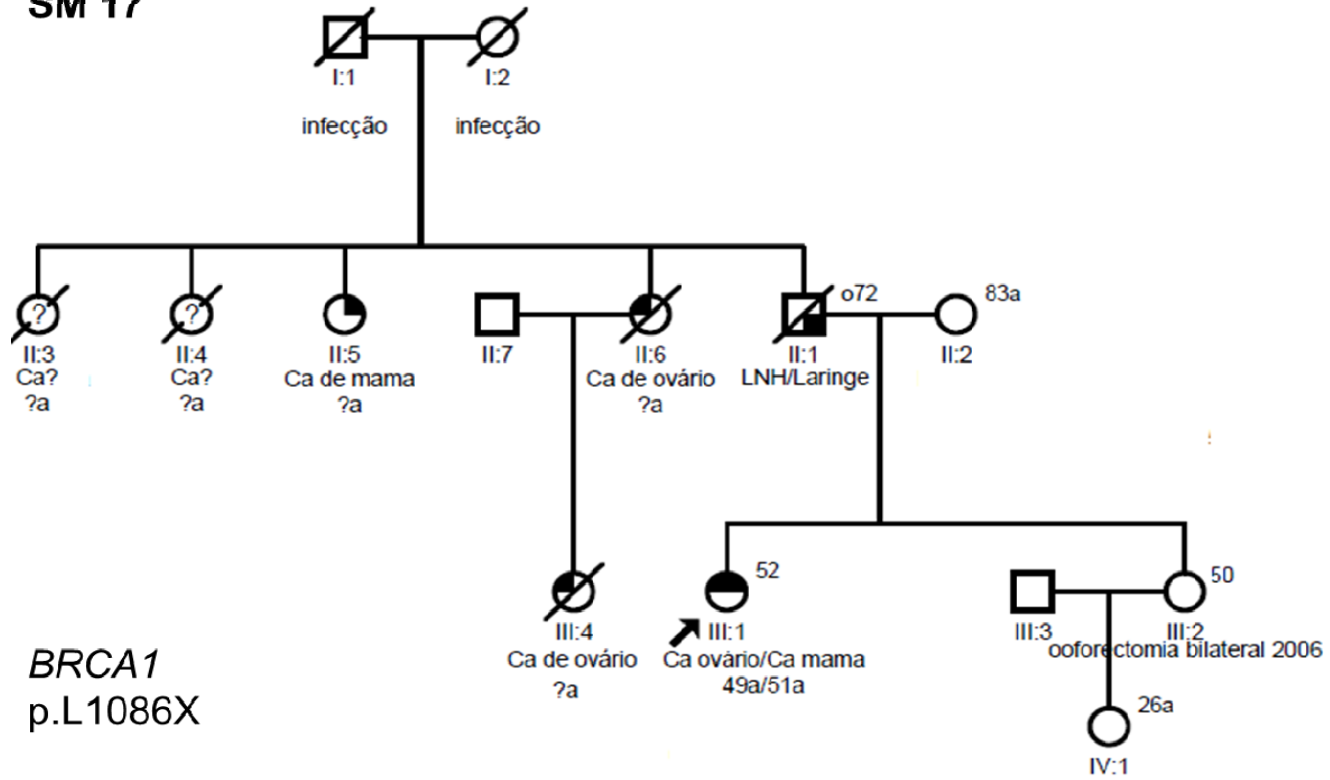 SM 17
I:1
I:2
infecção
infecção
o72
83a
?
?
II:3
II:4
II:5
II:7
II:6
II:1
II:2
Ca?
Ca?
Ca de mama
Ca de ovário
LNH/Laringe
?a
?a
?a
?a
52
50
III:4
III:1
III:3
III:2
Ca de ovário
Ca ovário/Ca mama
ooforectomia bilateral 2006
?a
49a/51a
BRCA1
p.L1086X
26a
IV:1